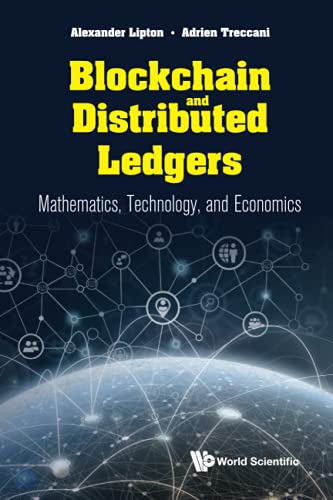 Alexander Lipton • Adrien Treccani
Blockchain
and
Distributed
Ledgers
Mathematics, Technology, and Economics
World Scientific